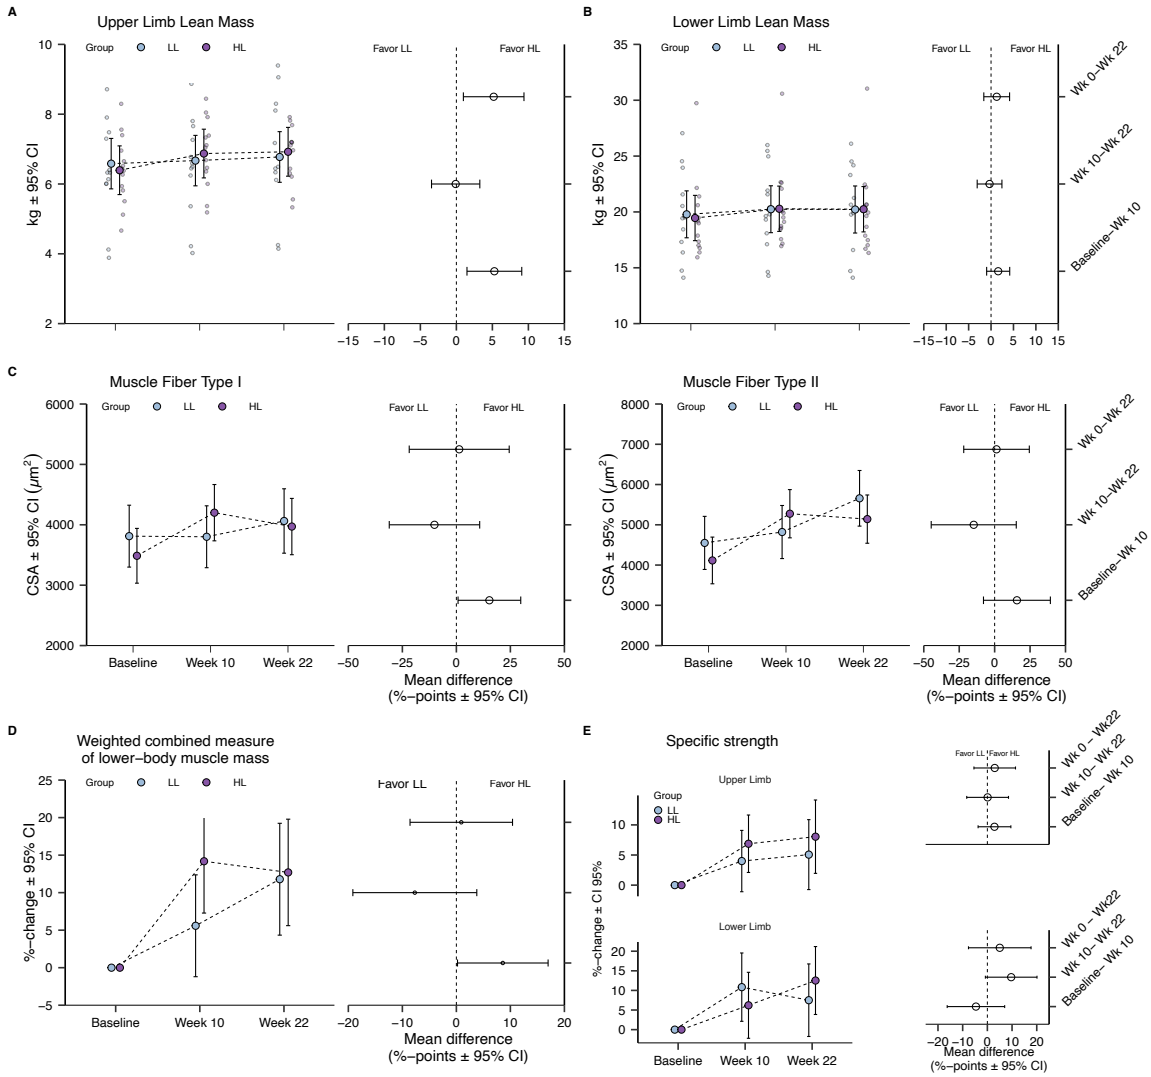 A
Upper Limb Lean Mass
Group LL HL
Favor LL Favor HL
kg ± 95% CI
10
8
6
4
2
−15 −10 −5 0 5 10 15
B
Lower Limb Lean Mass
Group LL HL
Favor LL Favor HL
kg ± 95% CI
35
30
25
20
15
10
−15 −10 −5 0 5 10 15
Wk 0−Wk 22
Wk 10−Wk 22
Baseline−Wk 10
C
Muscle Fiber Type I
Group LL HL
Favor LL Favor HL
CSA ± 95% CI (μm²)
6000
5000
4000
3000
2000
Baseline Week 10 Week 22
−50 −25 0 25 50
Mean difference
(%−points ± 95% CI)
Muscle Fiber Type II
Group LL HL
Favor LL Favor HL
CSA ± 95% CI (μm²)
8000
7000
6000
5000
4000
3000
2000
Baseline Week 10 Week 22
−50 −25 0 25 50
Mean difference
(%−points ± 95% CI)
Wk 0−Wk 22
Wk 10−Wk 22
Baseline−Wk 10
D
Weighted combined measure
of lower−body muscle mass
Group LL HL
Favor LL Favor HL
%−change ± 95% CI
25
20
15
10
5
0
−5
Baseline Week 10 Week 22
−20 −10 0 10 20
Mean difference
(%−points ± 95% CI)
E
Specific strength
Upper Limb
Group
LL
HL
%−change ± CI 95%
10
5
0
Lower Limb
20
15
10
5
0
Baseline Week 10 Week 22
Favor LL Favor HL
Wk 0 − Wk22
Wk 10− Wk 22
Baseline− Wk 10
Wk 0 − Wk22
Wk 10− Wk 22
Baseline− Wk 10
−20 −10 0 10 20
Mean difference
(%−points ± 95% CI)